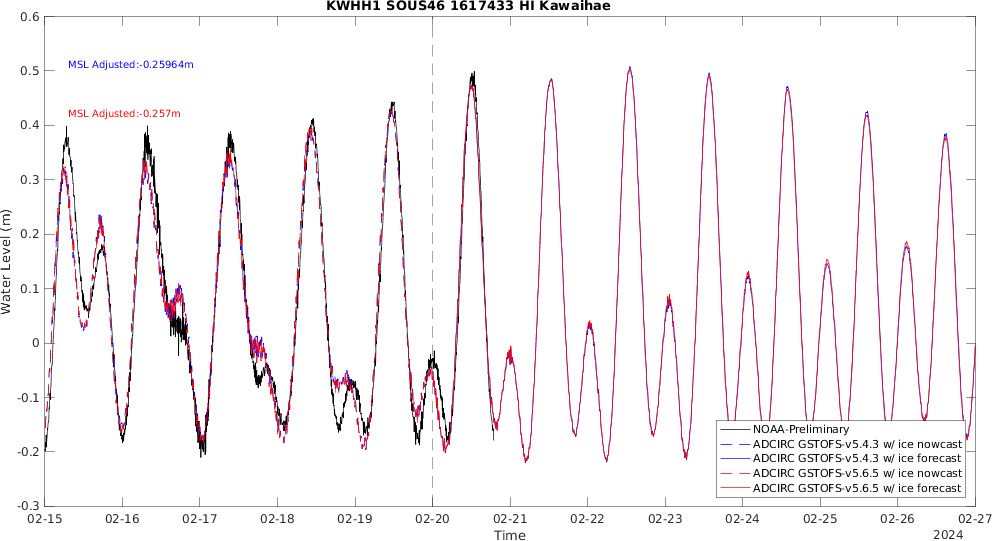 KWHH1 SOUS46 1617433 HI Kawaihae
0.6
0.5
0.4
0.3
0.2
0.1
0
-0.1
-0.2
-0.3
Water Level (m)
MSL Adjusted:-0.25964m
MSL Adjusted:-0.257m
NOAA-Preliminary
ADCIRC GSTOFS-v5.4.3 w/ ice nowcast
ADCIRC GSTOFS-v5.4.3 w/ ice forecast
ADCIRC GSTOFS-v5.6.5 w/ ice nowcast
ADCIRC GSTOFS-v5.6.5 w/ ice forecast
02-15 02-16 02-17 02-18 02-19 02-20 02-21 02-22 02-23 02-24 02-25 02-26 02-27
Time
2024